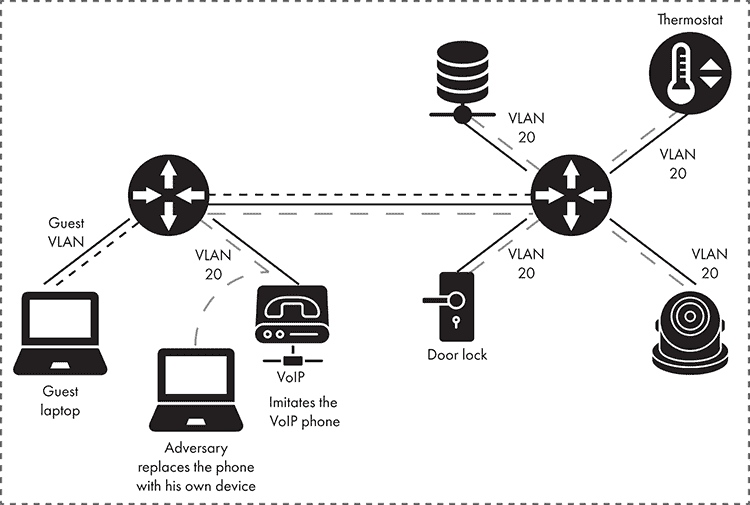 Thermostat
VLAN
20
VLAN
20
Guest
VLAN
VLAN
20
VLAN
20
VLAN
20
Door lock
VoIP
Guest
laptop
Imitates the
VoIP phone
Adversary
replaces the phone
with his own device